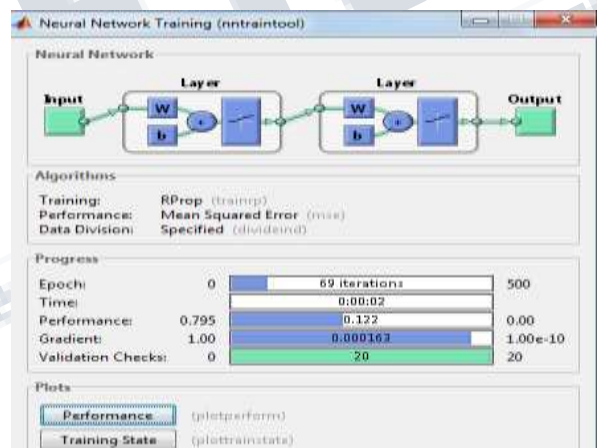 Neural Network Training (nntraintool)
Neural Network
Layer Layer
Input Output
W W
b b
+ +
Algorithms
Training: RProp (trainrp)
Performance: Mean Squared Error (mse)
Data Division: Specified (divideind)
Progress
Epoch: 0 69 iterations 500
Time: 0:00:02
Performance: 0.795 0.122 0.00
Gradient: 1.00 0.000163 1.00e-10
Validation Checks: 0 20 20
Plots
Performance (plotperform)
Training State (plottrainstate)